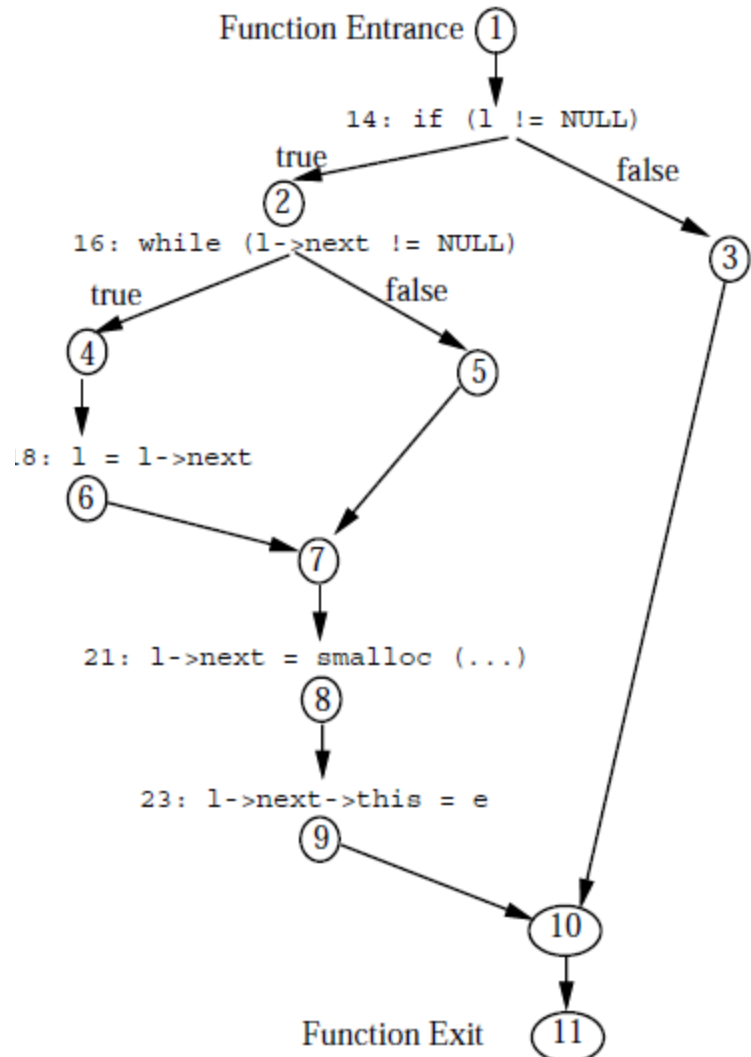 Function Entrance 1
14: if (l != NULL)
true
false
2
16: while (l->next != NULL)
3
true
false
4
5
18: l = l->next
6
7
21: l->next = smalloc (...)
8
23: l->next->this = e
9
10
Function Exit 11